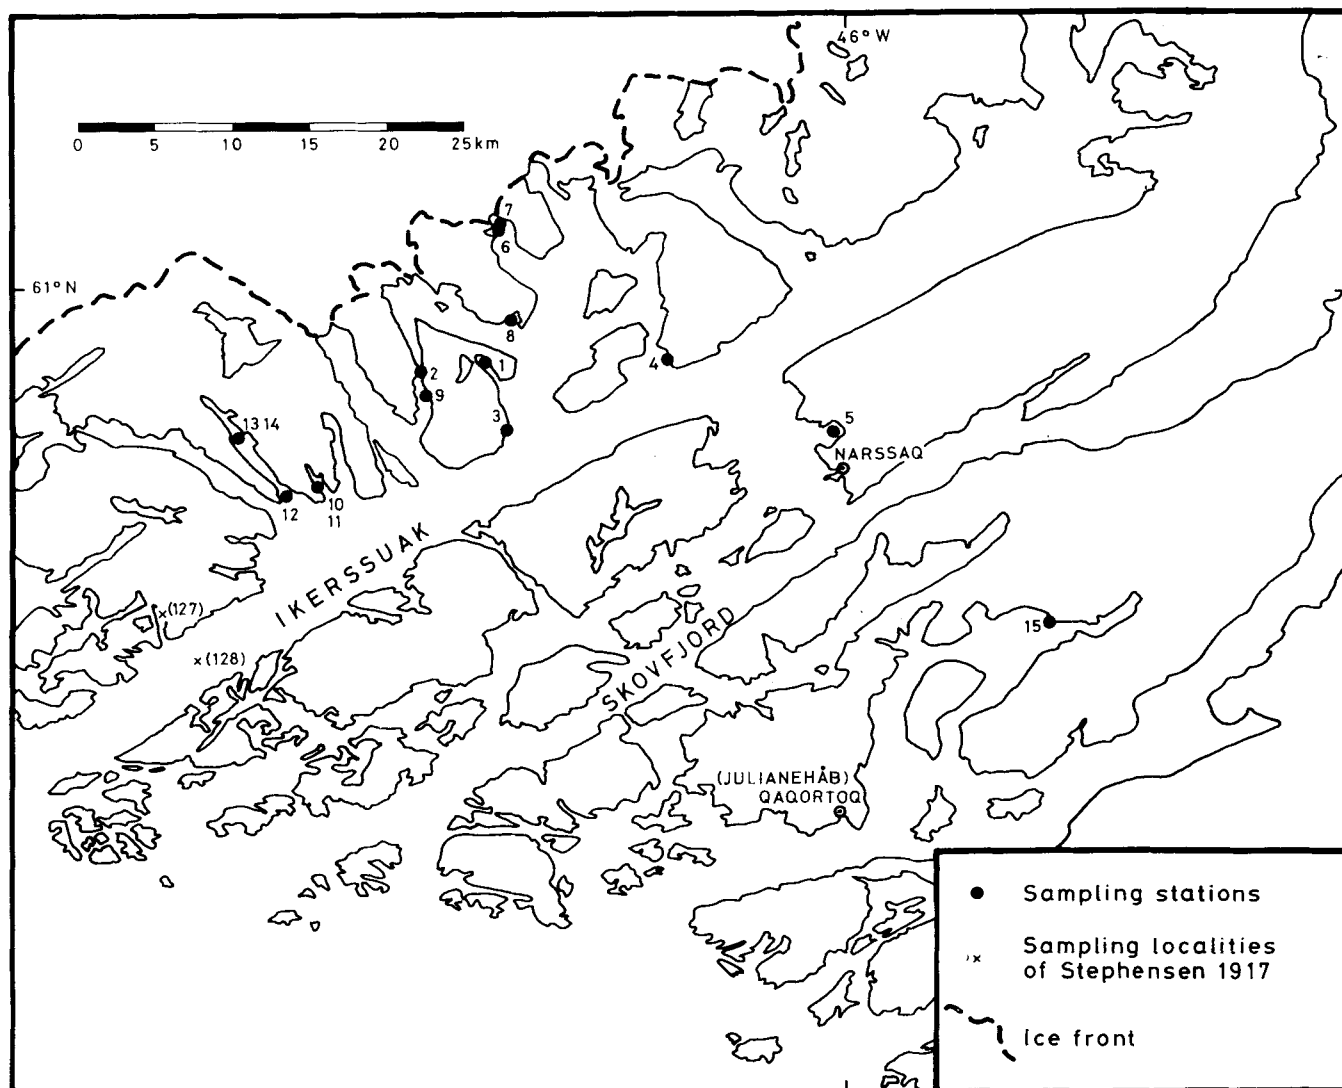 46° W
0 5 10 15 20 25 km
7
6
61° N
8
1
2
4
9
3
5
13 14
NARSSAQ
10
12
11
IKERSSUAK
×(127)
15
×(128)
SKOVFJORD
(JULIANEHÅB)
QAQORTOQ
Sampling stations
Sampling localities
of Stephensen 1917
Ice front